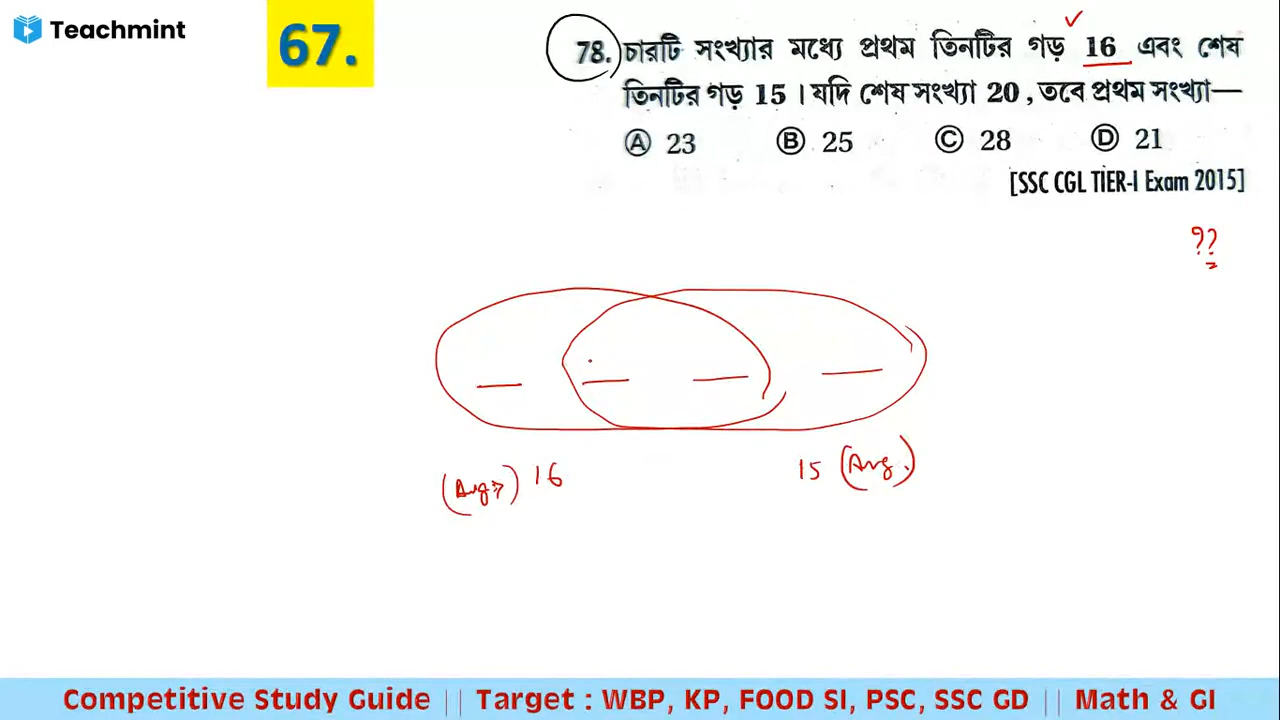 Teachmint
67.
78. চারটি সংখ্যার মধ্যে প্রথম তিনটির গড় 16 এবং শেষ
তিনটির গড় 15 । যদি শেষ সংখ্যা 20, তবে প্রথম সংখ্যা—
Ⓐ 23 Ⓑ 25 Ⓒ 28 Ⓓ 21
[SSC CGL TIER-I Exam 2015]
??
(Avg) 16
15 (Avg.)
Competitive Study Guide || Target : WBP, KP, FOOD SI, PSC, SSC GD || Math & GI